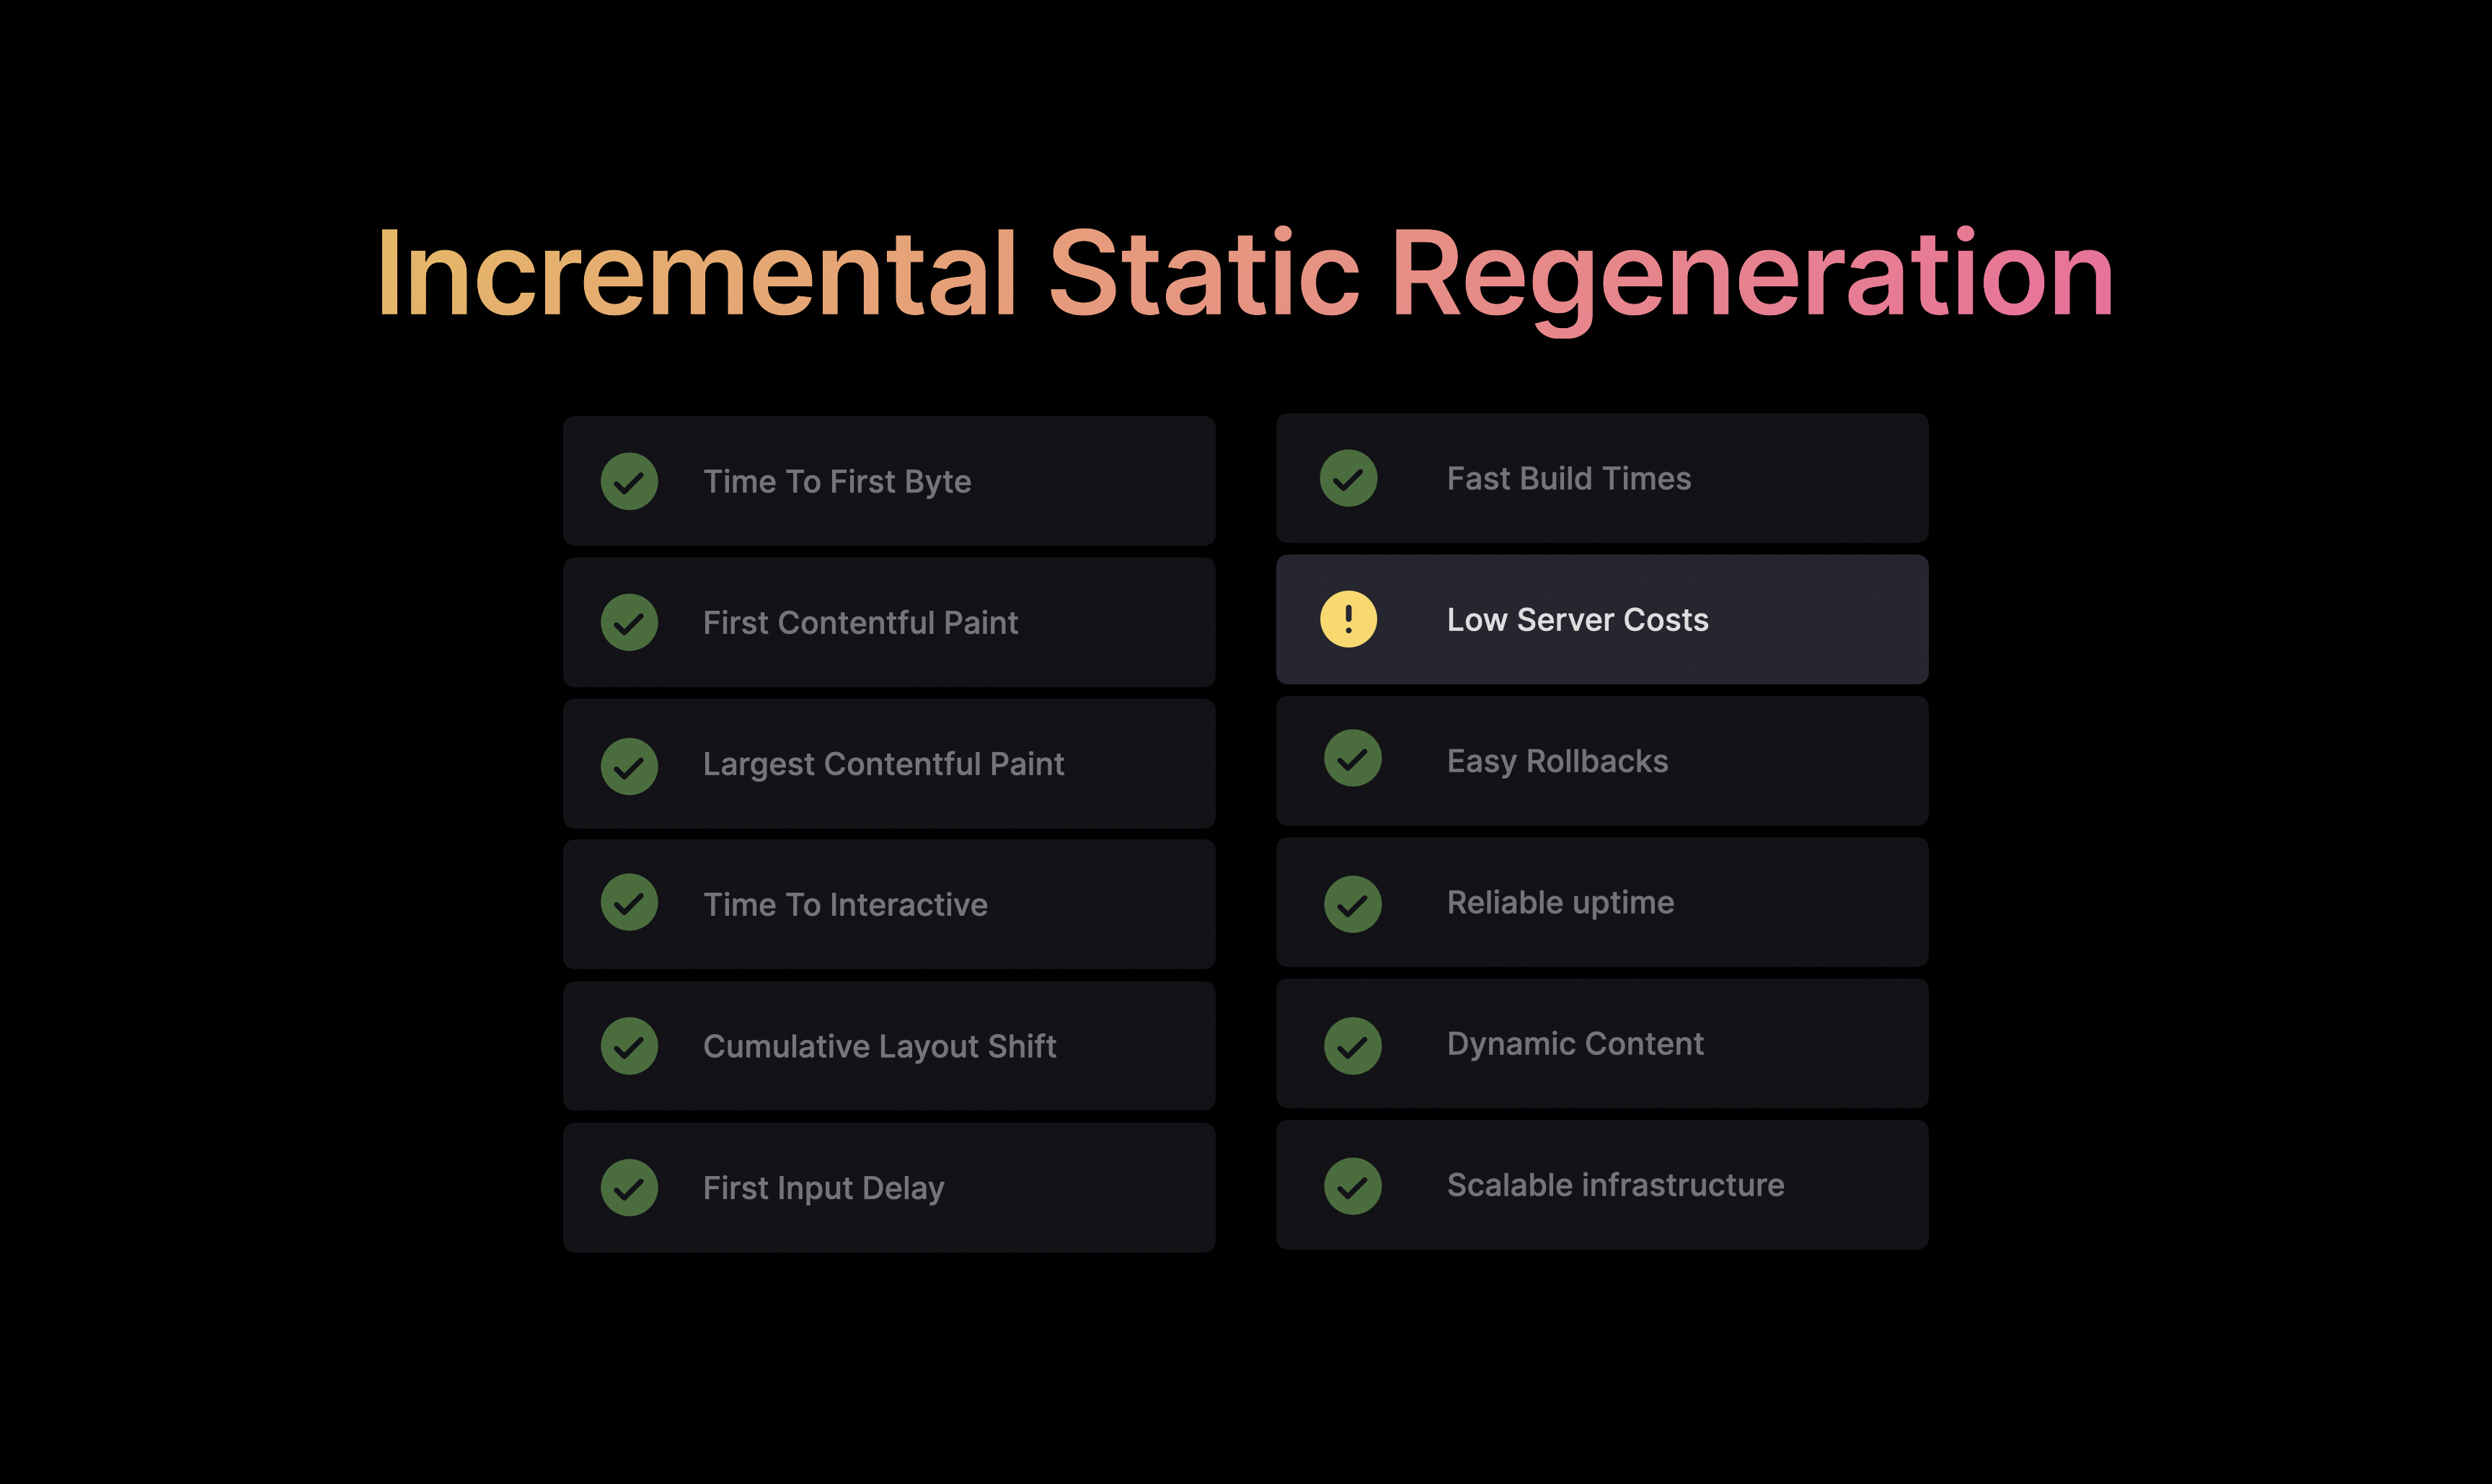 Incremental Static Regeneration
Time To First Byte
First Contentful Paint
Largest Contentful Paint
Time To Interactive
Cumulative Layout Shift
First Input Delay
Fast Build Times
Low Server Costs
Easy Rollbacks
Reliable uptime
Dynamic Content
Scalable infrastructure